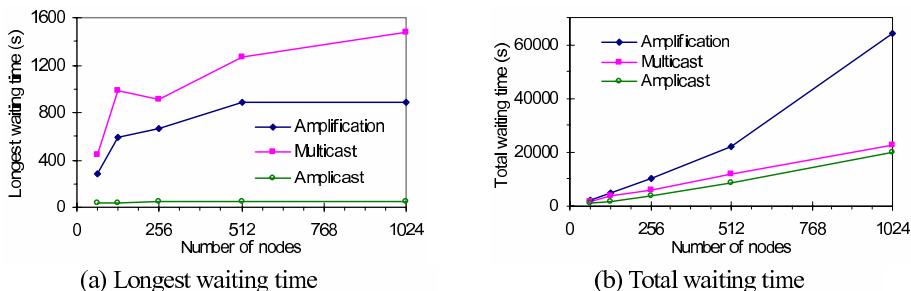 1600
1200
800
400
0
Longest waiting time (s)
Amplification
Multicast
Amplicast
0 256 512 768 1024
Number of nodes
(a) Longest waiting time
60000
40000
20000
0
Total waiting time (s)
Amplification
Multicast
Amplicast
0 256 512 768 1024
Number of nodes
(b) Total waiting time